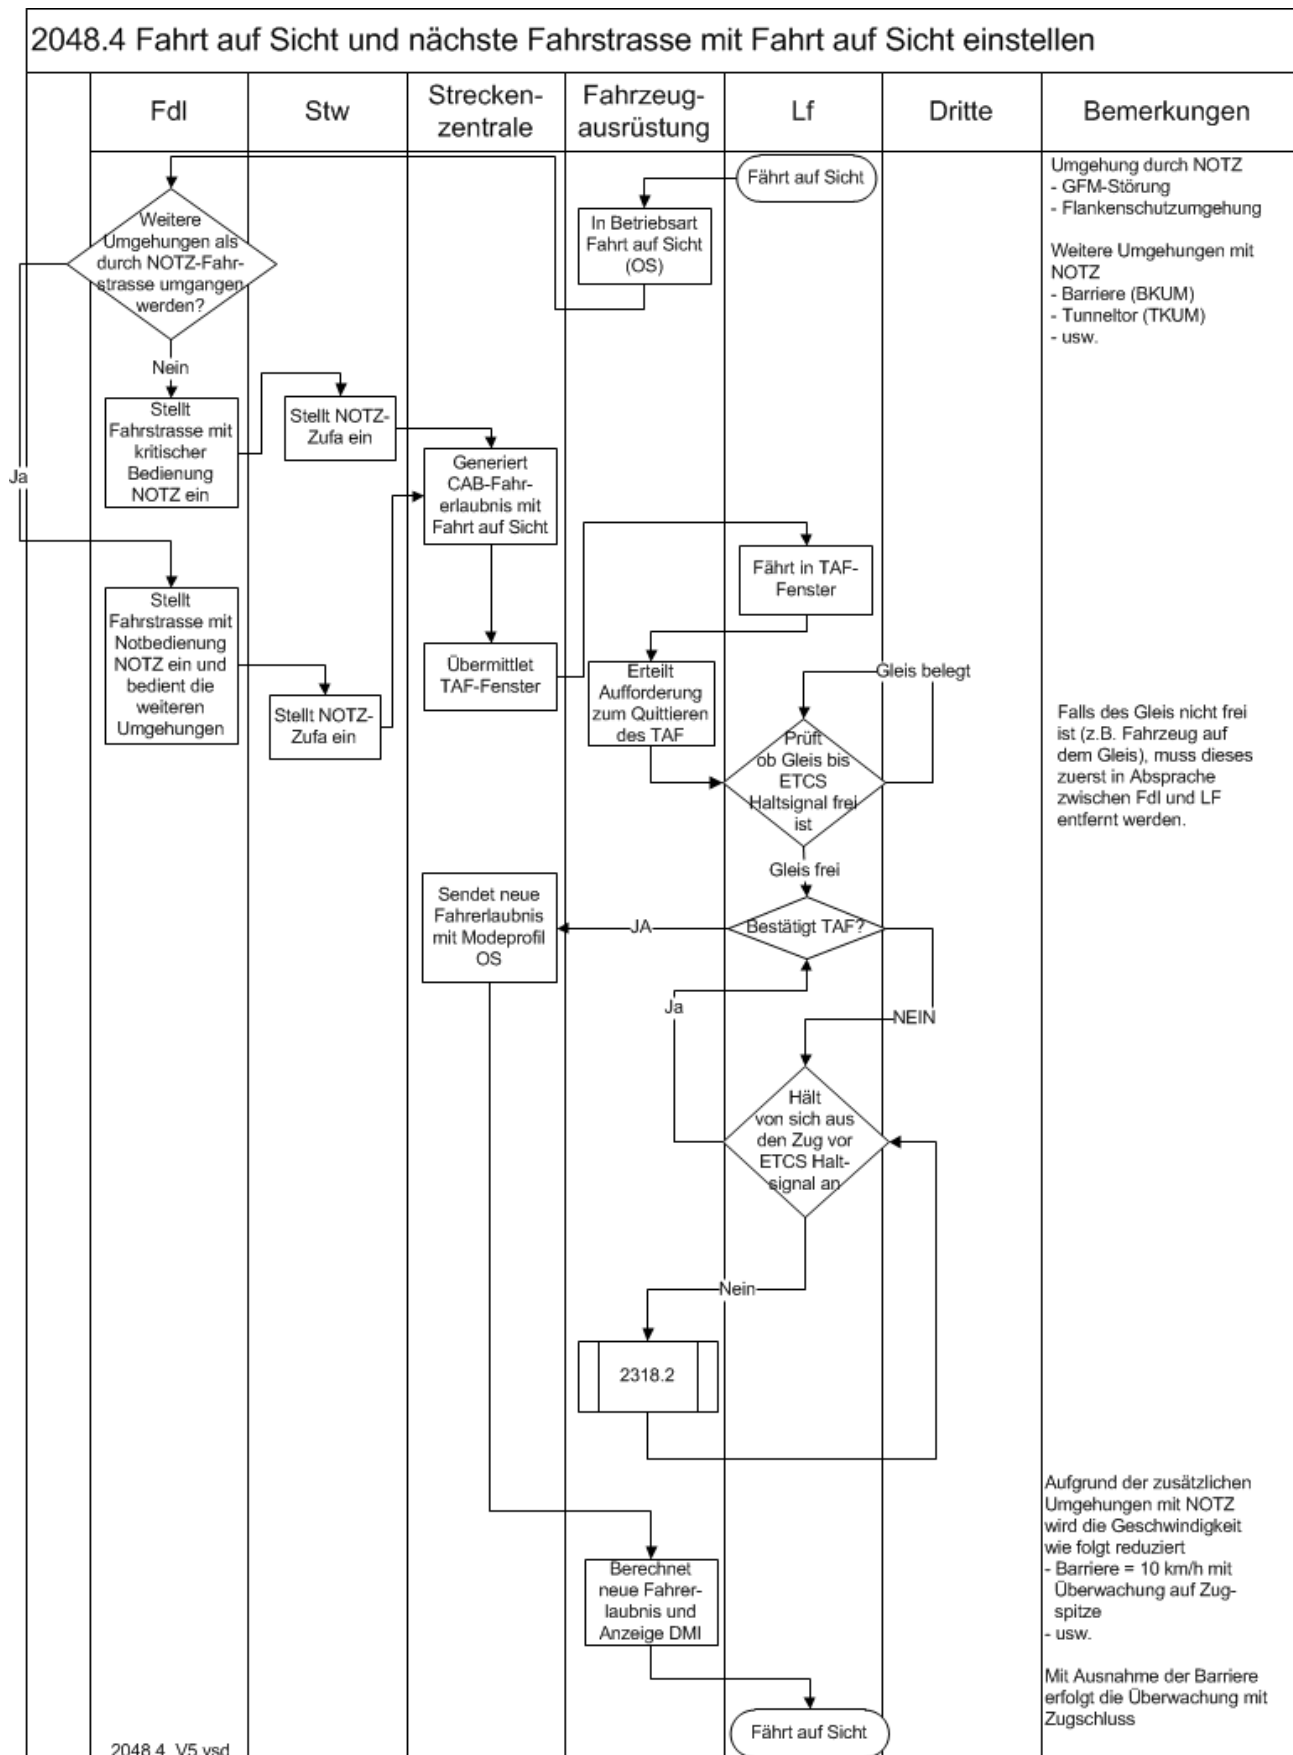 2048.4 Fahrt auf Sicht und nächste Fahrstrasse mit Fahrt auf Sicht einstellen
Fdl
Stw
Strecken-
zentrale
Fahrzeug-
ausrüstung
Lf
Dritte
Bemerkungen
Fährt auf Sicht
Umgehung durch NOTZ
- GFM-Störung
- Flankenschutzumgehung
Weitere Umgehungen mit
NOTZ
- Barriere (BKUM)
- Tunneltor (TKUM)
- usw.
In Betriebsart
Fahrt auf Sicht
(OS)
Weitere
Umgehungen als
durch NOTZ-Fahr-
strasse umgangen
werden?
Nein
Ja
Stellt
Fahrstrasse mit
kritischer
Bedienung
NOTZ ein
Stellt NOTZ-
Zufa ein
Generiert
CAB-Fahr-
erlaubnis mit
Fahrt auf Sicht
Fährt in TAF-
Fenster
Stellt
Fahrstrasse mit
Notbedienung
NOTZ ein und
bedient die
weiteren
Umgehungen
Stellt NOTZ-
Zufa ein
Übermittlet
TAF-Fenster
Erteilt
Aufforderung
zum Quittieren
des TAF
Gleis belegt
Prüft
ob Gleis bis
ETCS
Haltsignal frei
ist
Falls des Gleis nicht frei
ist (z.B. Fahrzeug auf
dem Gleis), muss dieses
zuerst in Absprache
zwischen Fdl und LF
entfernt werden.
Gleis frei
Bestätigt TAF?
JA
Sendet neue
Fahrerlaubnis
mit Modeprofil
OS
Ja
NEIN
Hält
von sich aus
den Zug vor
ETCS Halt-
signal an
Nein
2318.2
Aufgrund der zusätzlichen
Umgehungen mit NOTZ
wird die Geschwindigkeit
wie folgt reduziert
- Barriere = 10 km/h mit
Überwachung auf Zug-
spitze
- usw.
Mit Ausnahme der Barriere
erfolgt die Überwachung mit
Zugschluss
Berechnet
neue Fahrer-
laubnis und
Anzeige DMI
Fährt auf Sicht
2048.4_V5.vsd